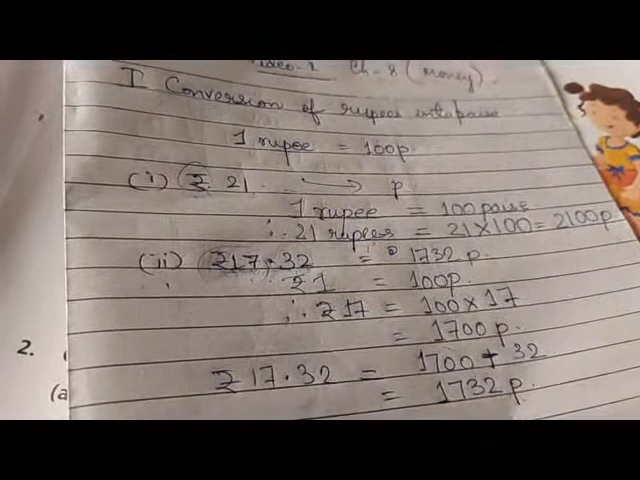 Ch-8 (money).
I Conversion of rupees into paise
1 rupee = 100p.
(i) ₹ 21 → p
1 rupee = 100 paise
∴ 21 rupees = 21×100 = 2100p
(ii) ₹17.32 = 1732 p.
₹1 = 100p.
∴ ₹17 = 100×17
= 1700 p.
₹17.32 = 1700 + 32
= 1732 p.
2.
(a